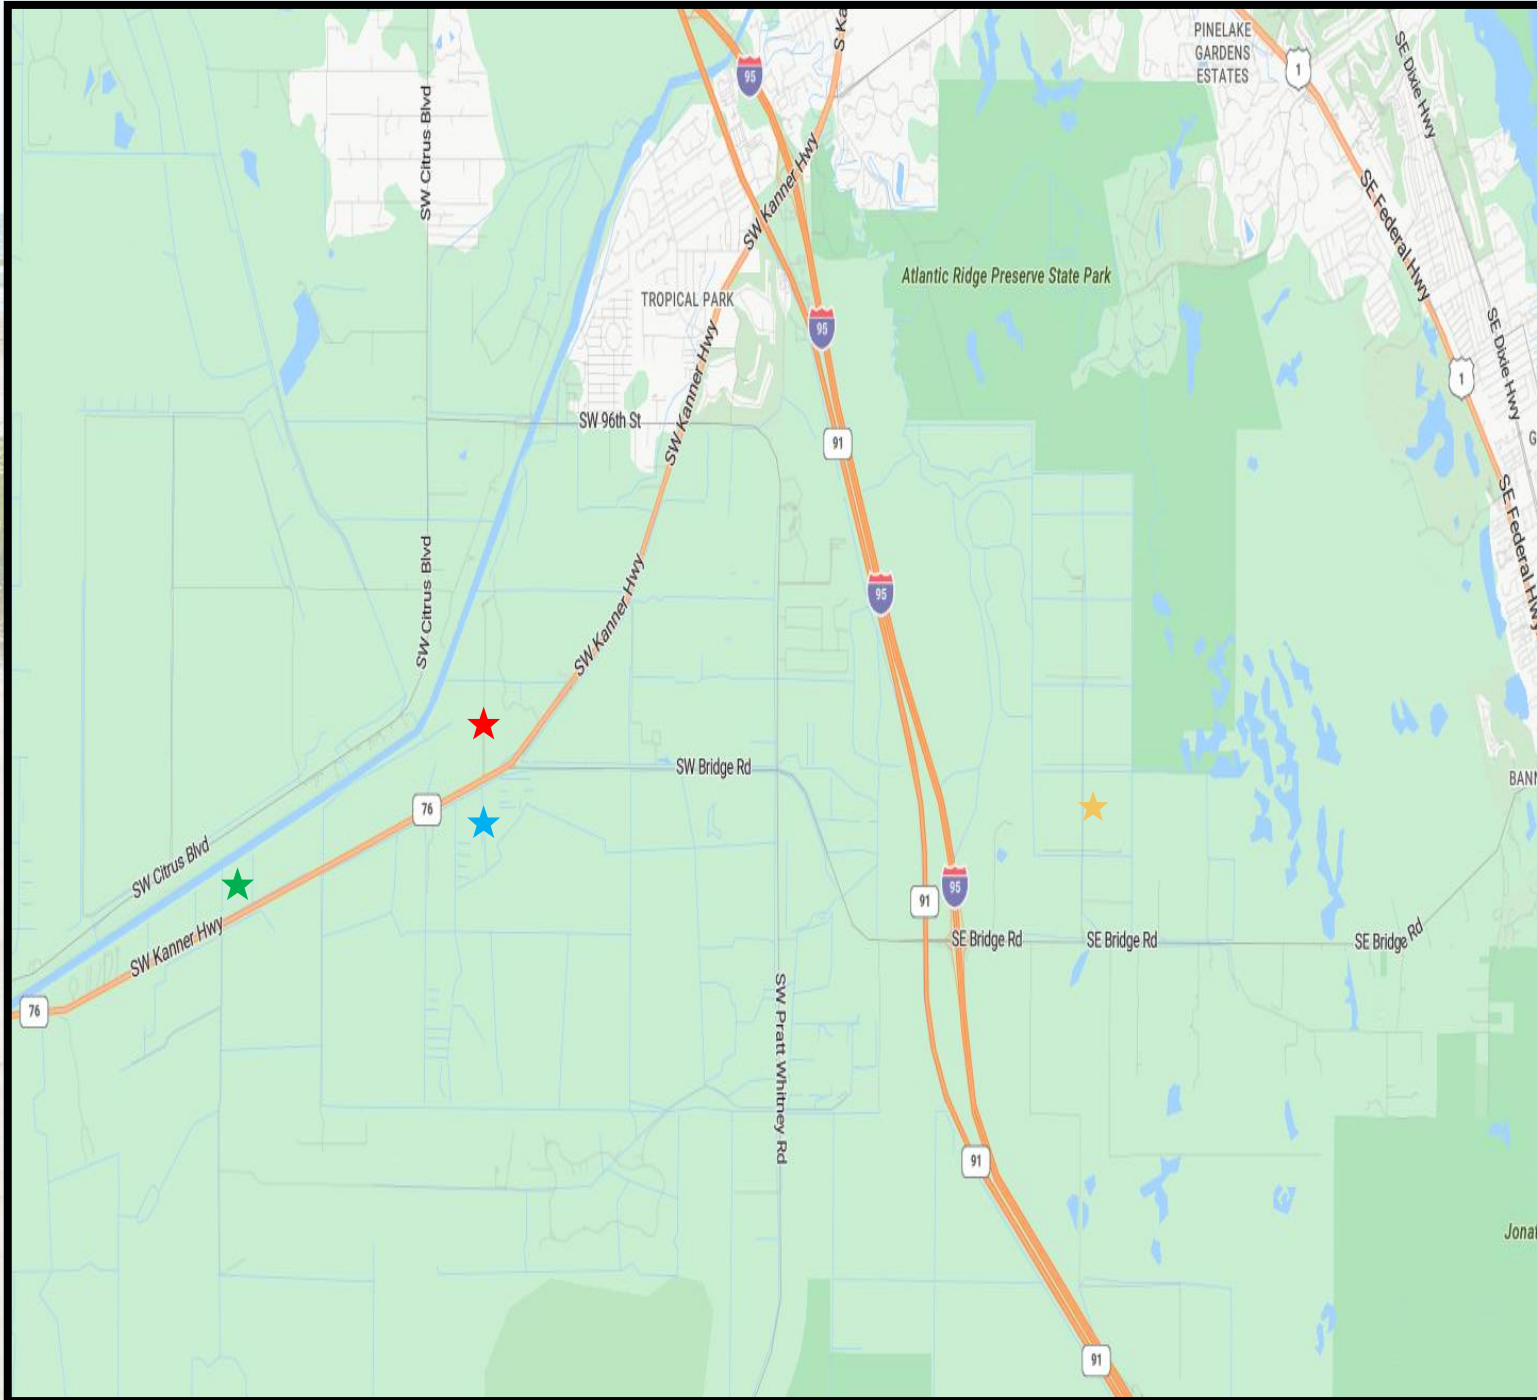 PINELAKE
GARDENS
ESTATES
1
SE Dixie Hwy
95
SW Citrus Blvd
SW Kanner Hwy
SE Federal Hwy
Atlantic Ridge Preserve State Park
TROPICAL PARK
95
SE Dixie Hwy
1
SW Kanner Hwy
SW 96th St
91
SE Federal Hwy
SW Citrus Blvd
95
SW Kanner Hwy
SW Bridge Rd
76
SW Citrus Blvd
95
91
SW Kanner Hwy
SE Bridge Rd
SE Bridge Rd
SE Bridge Rd
76
SW Pratt Whitney Rd
91
91